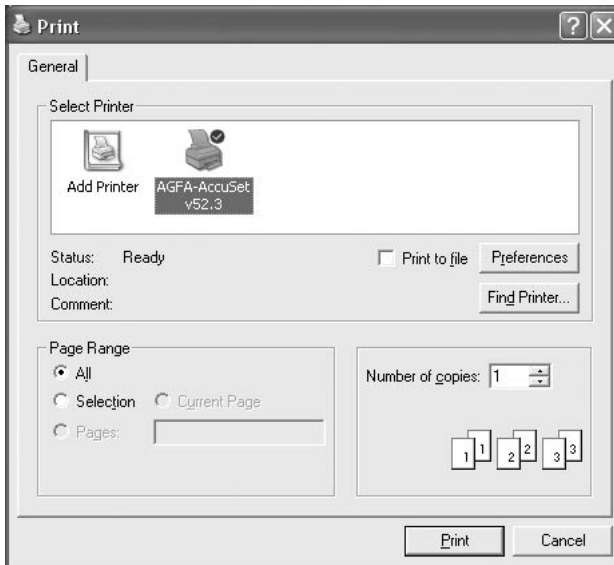 Print
General
Select Printer
Add Printer
AGFA-AccuSet
v52.3
Status: Ready
Print to file
Preferences
Location:
Comment:
Find Printer...
Page Range
All
Selection
Current Page
Pages:
Number of copies: 1
1 1 2 2 3 3
Print
Cancel